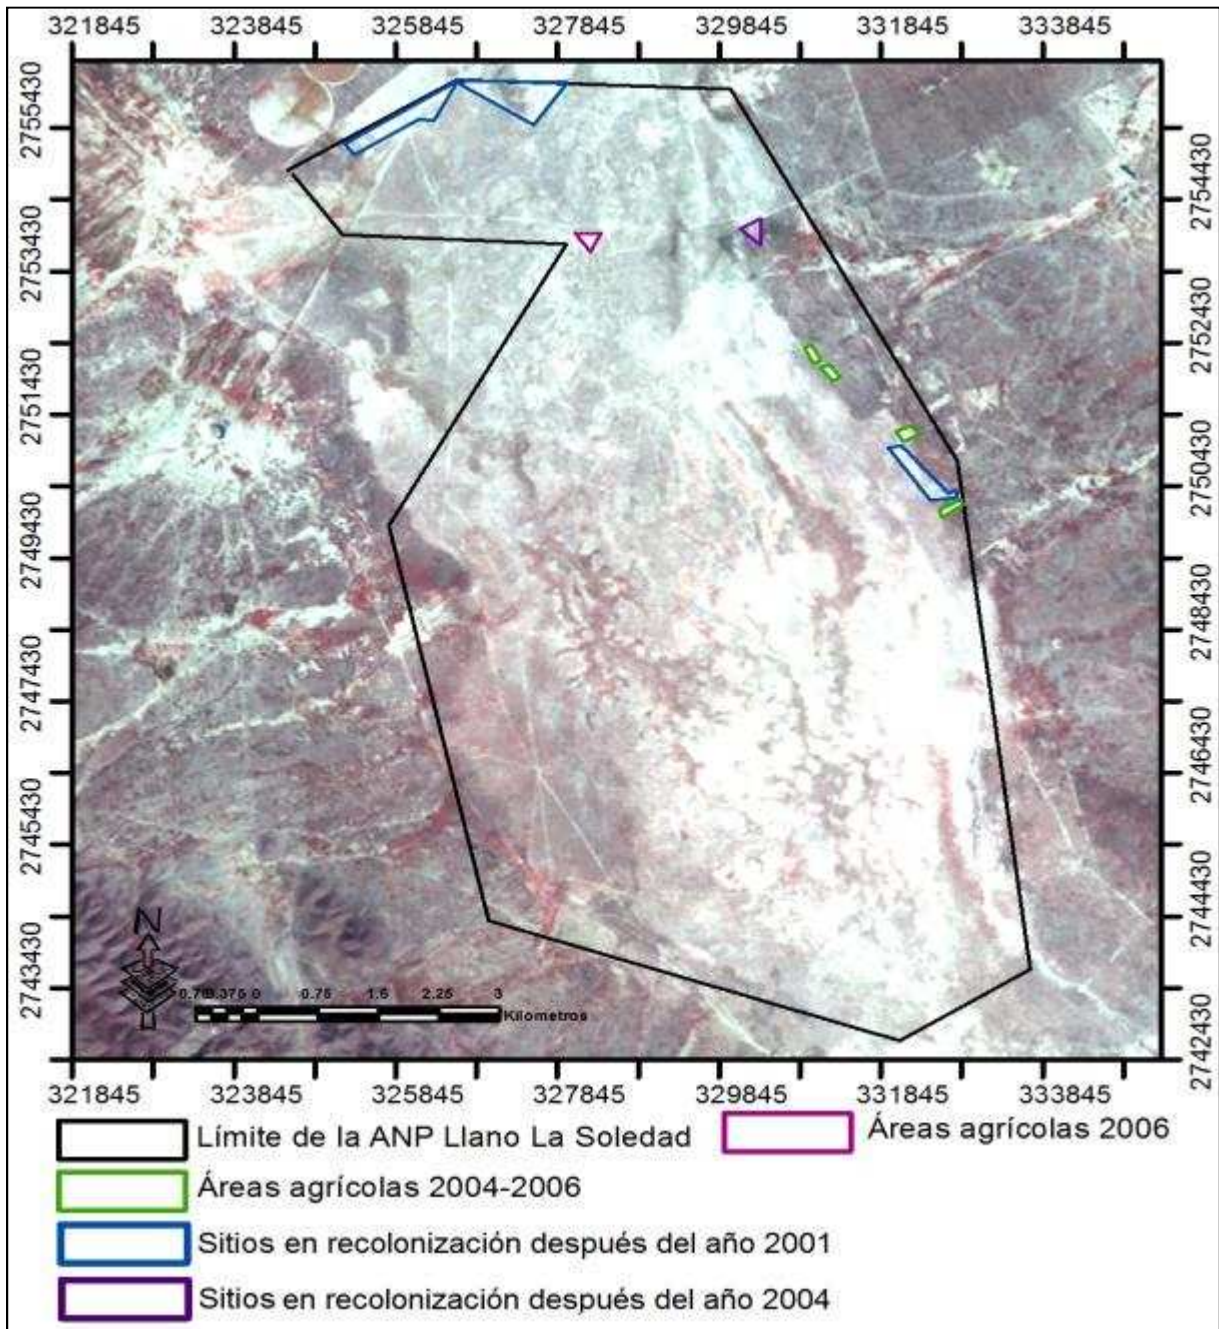 321845 323845 325845 327845 329845 331845 333845
2755430
2753430
2751430
2749430
2747430
2745430
2743430
2754430
2752430
2750430
2748430
2746430
2744430
2742430
N
0 0.75 1.5 2.25 3
Kilometros
321845 323845 325845 327845 329845 331845 333845
Límite de la ANP Llano La Soledad
Áreas agrícolas 2006
Áreas agrícolas 2004-2006
Sitios en recolonización después del año 2001
Sitios en recolonización después del año 2004